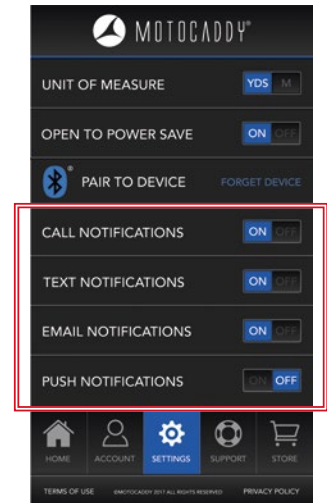 MOTOCADDY®
UNIT OF MEASURE YDS M
OPEN TO POWER SAVE ON OFF
® PAIR TO DEVICE FORGET DEVICE
CALL NOTIFICATIONS ON OFF
TEXT NOTIFICATIONS ON OFF
EMAIL NOTIFICATIONS ON OFF
PUSH NOTIFICATIONS ON OFF
HOME ACCOUNT SETTINGS SUPPORT STORE
TERMS OF USE ©MOTOCADDY 2017 ALL RIGHTS RESERVED PRIVACY POLICY